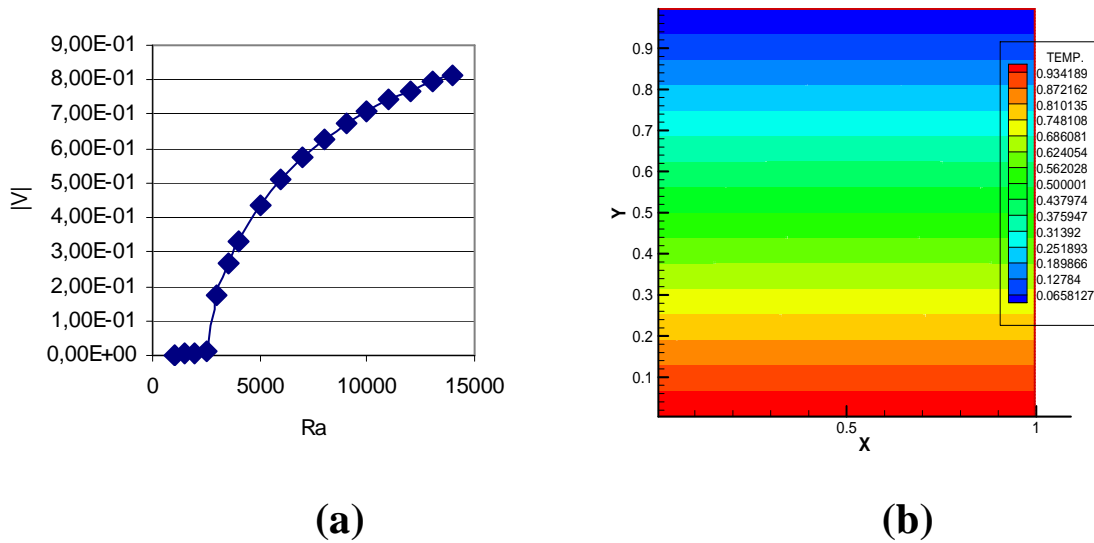 9,00E-01
8,00E-01
7,00E-01
6,00E-01
5,00E-01
4,00E-01
3,00E-01
2,00E-01
1,00E-01
0,00E+00
|V|
0 5000 10000 15000
Ra
(a)
0.9
0.8
0.7
0.6
0.5
0.4
0.3
0.2
0.1
Y
0.5 1
X
TEMP.
0.934189
0.872162
0.810135
0.748108
0.686081
0.624054
0.562028
0.500001
0.437974
0.375947
0.31392
0.251893
0.189866
0.12784
0.0658127
(b)